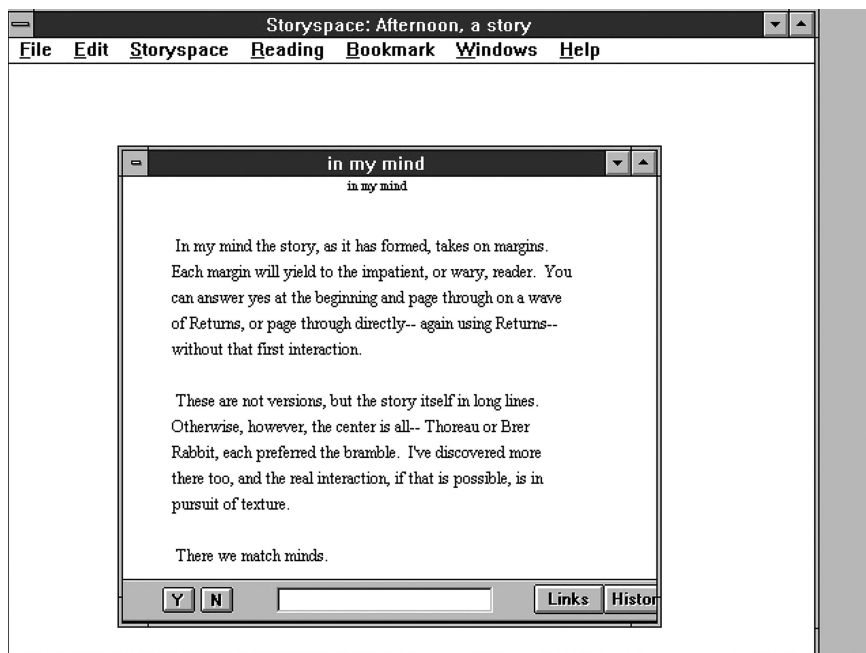 Storyspace: Afternoon, a story
File Edit Storyspace Reading Bookmark Windows Help
in my mind
in my mind
In my mind the story, as it has formed, takes on margins.
Each margin will yield to the impatient, or wary, reader. You
can answer yes at the beginning and page through on a wave
of Returns, or page through directly-- again using Returns--
without that first interaction.
These are not versions, but the story itself in long lines.
Otherwise, however, the center is all-- Thoreau or Brer
Rabbit, each preferred the bramble. I've discovered more
there too, and the real interaction, if that is possible, is in
pursuit of texture.
There we match minds.
Y N Links Histor